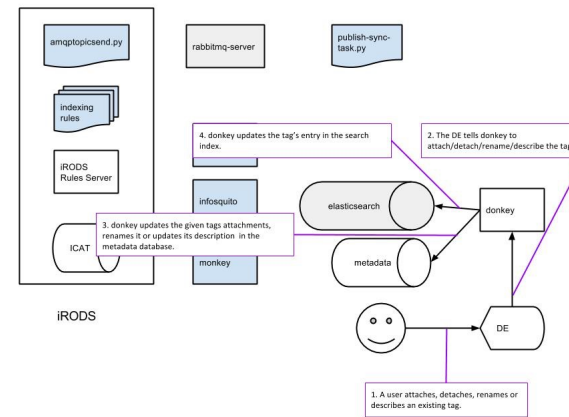 amqptopicsend.py
rabbitmq-server
publish-sync-
task.py
indexing
rules
4. donkey updates the tag's entry in the search
index.
2. The DE tells donkey to
attach/detach/rename/describe the tag
iRODS
Rules Server
infosquito
elasticsearch
donkey
3. donkey updates the given tags attachments,
renames it or updates its description in the
metadata database.
ICAT
monkey
metadata
iRODS
DE
1. A user attaches, detaches, renames or
describes an existing tag.